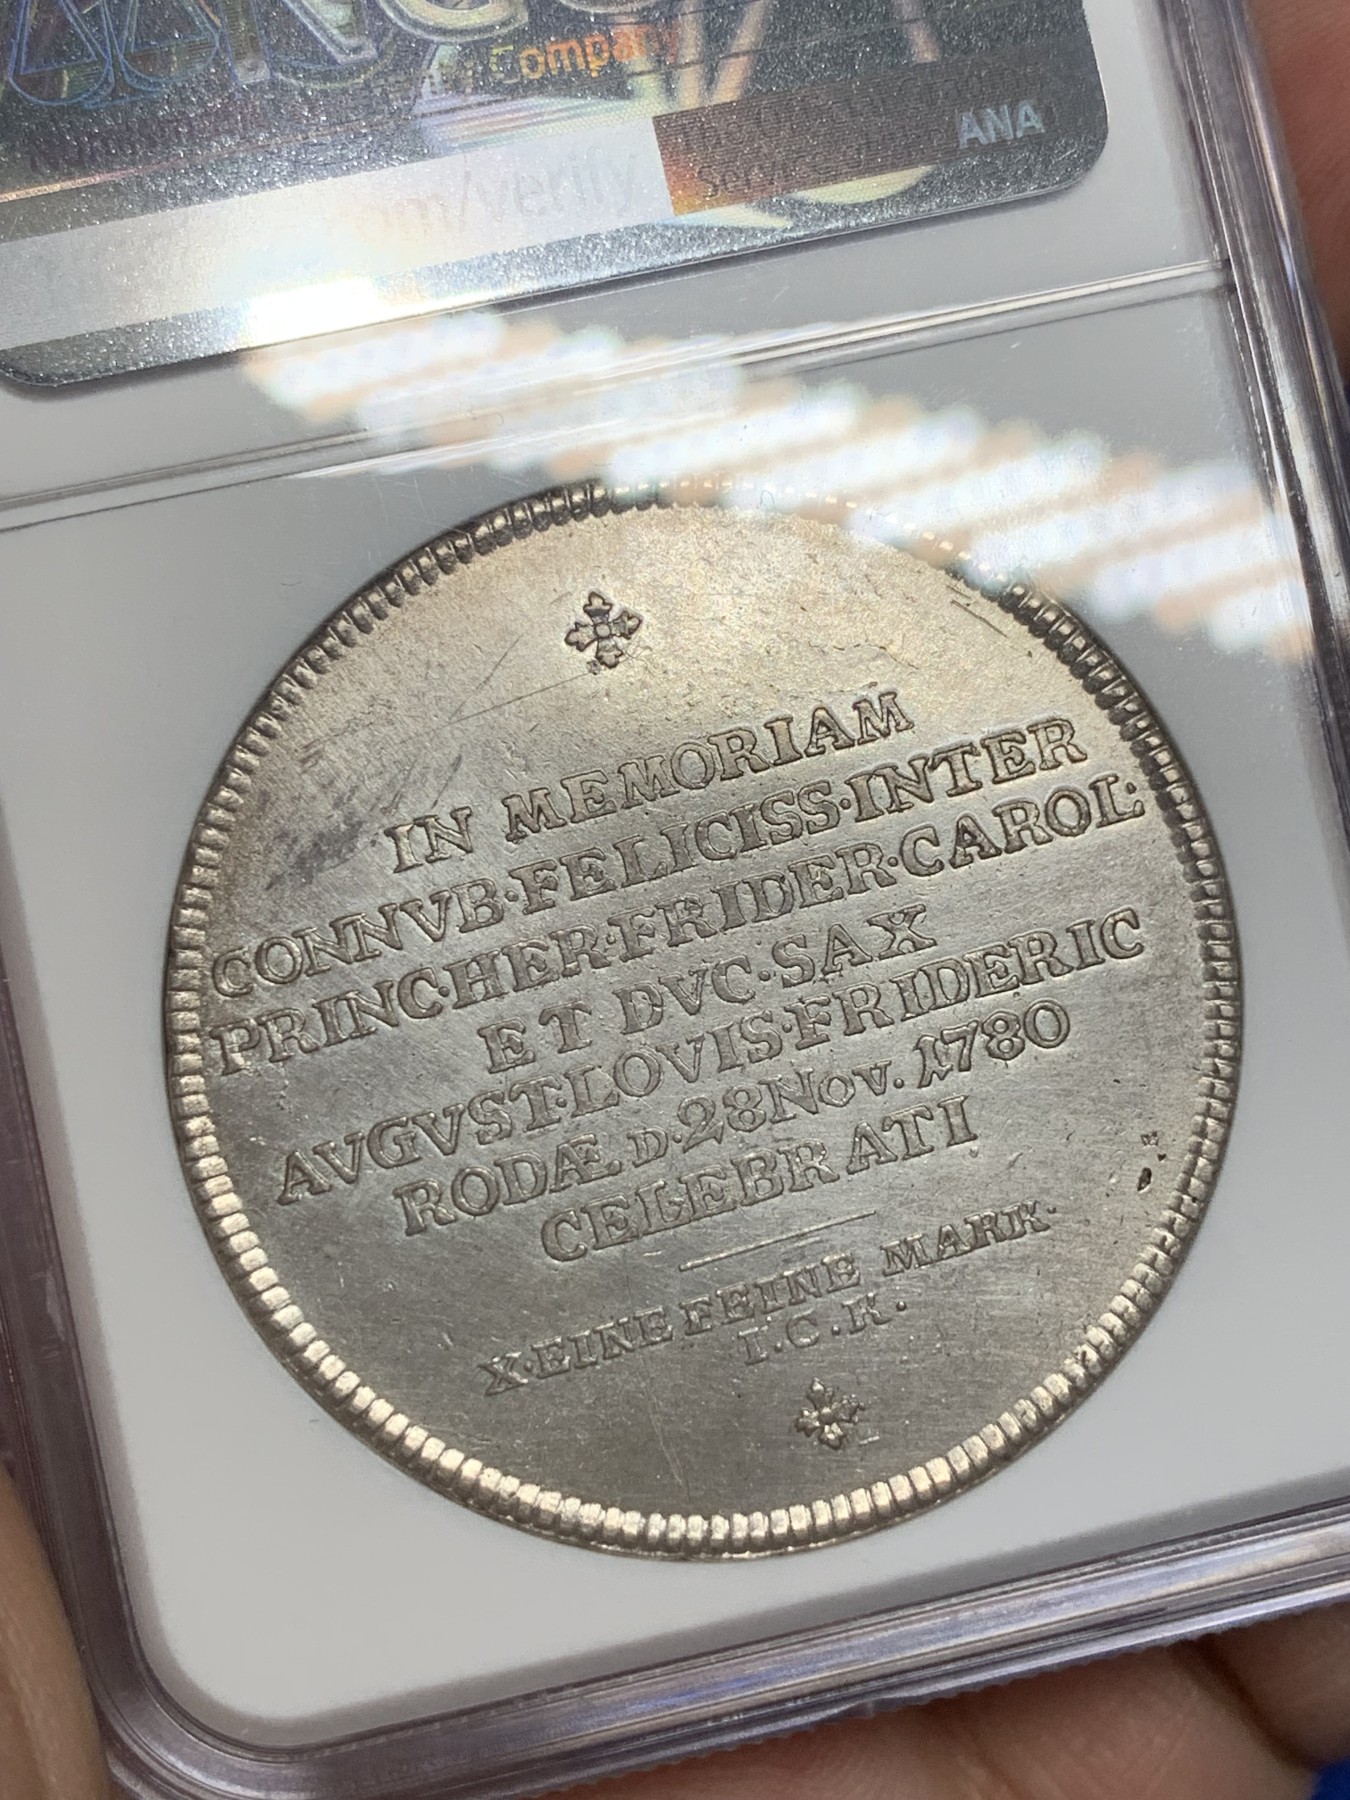 Company
ANA
/verify
IN MEMORIAM
CONNVB·FELICISS·INTER
PRINC·HER·FRIDER·CAROL·
ET DVC·SAX
AVGVST·LOVIS·FRIDERIC
RODÆ D·28 NOV. 1780
CELEBRATI
X·EINE FEINE MARK·
I.C.K.